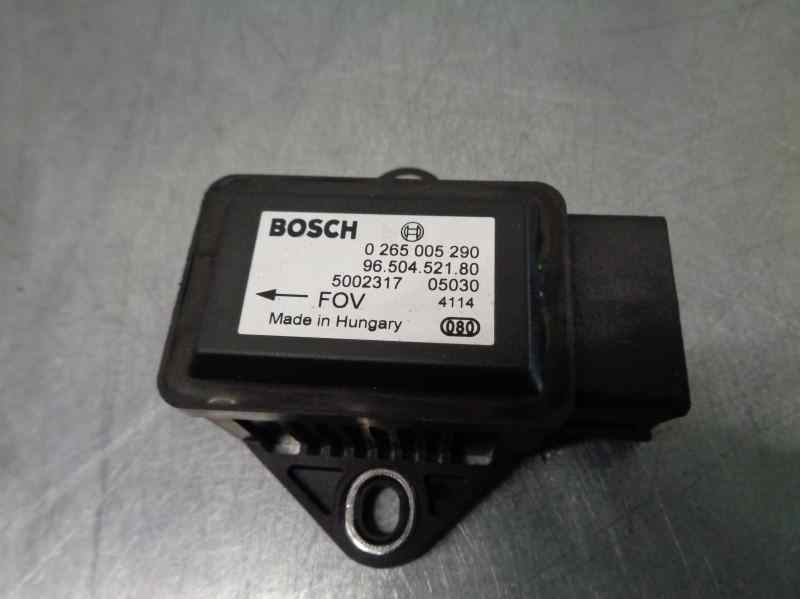 BOSCH
0 265 005 290
96.504.521.80
5002317 05030
← FOV 4114
Made in Hungary 080